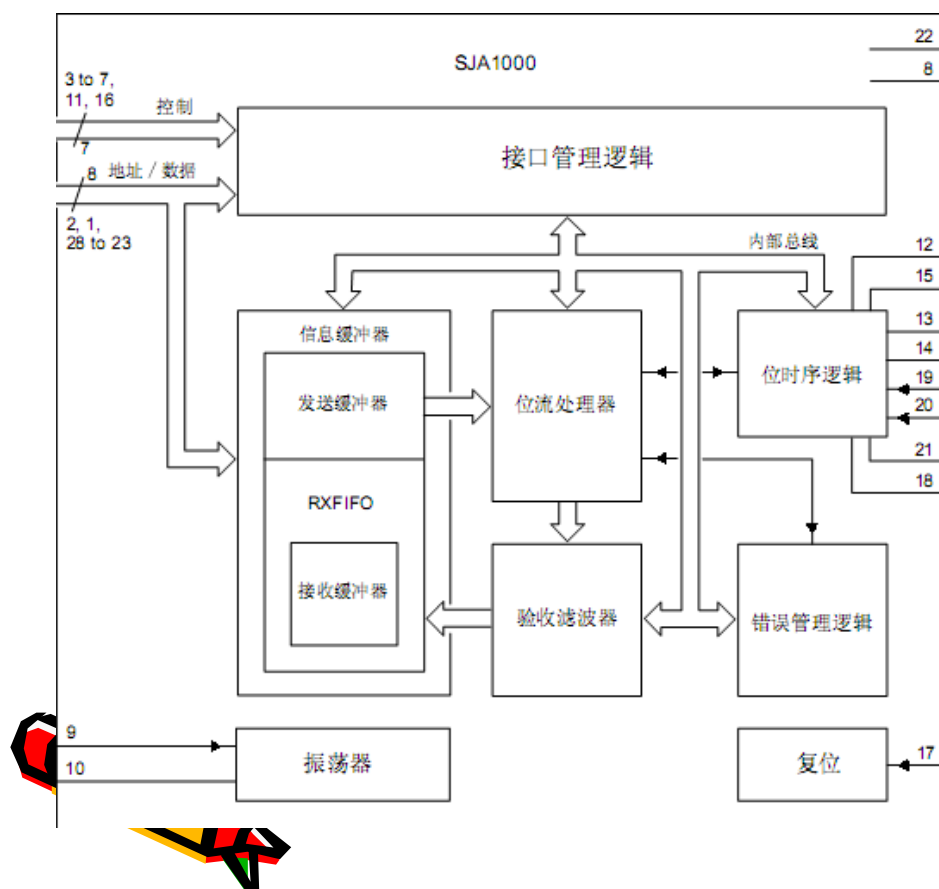 SJA1000
22
8
3 to 7,
11, 16
控制
7
接口管理逻辑
8
地址 / 数据
2, 1,
28 to 23
内部总线
12
15
信息缓冲器
13
14
发送缓冲器
位流处理器
位时序逻辑
19
20
21
18
RXFIFO
接收缓冲器
验收滤波器
错误管理逻辑
9
10
振荡器
复位
17